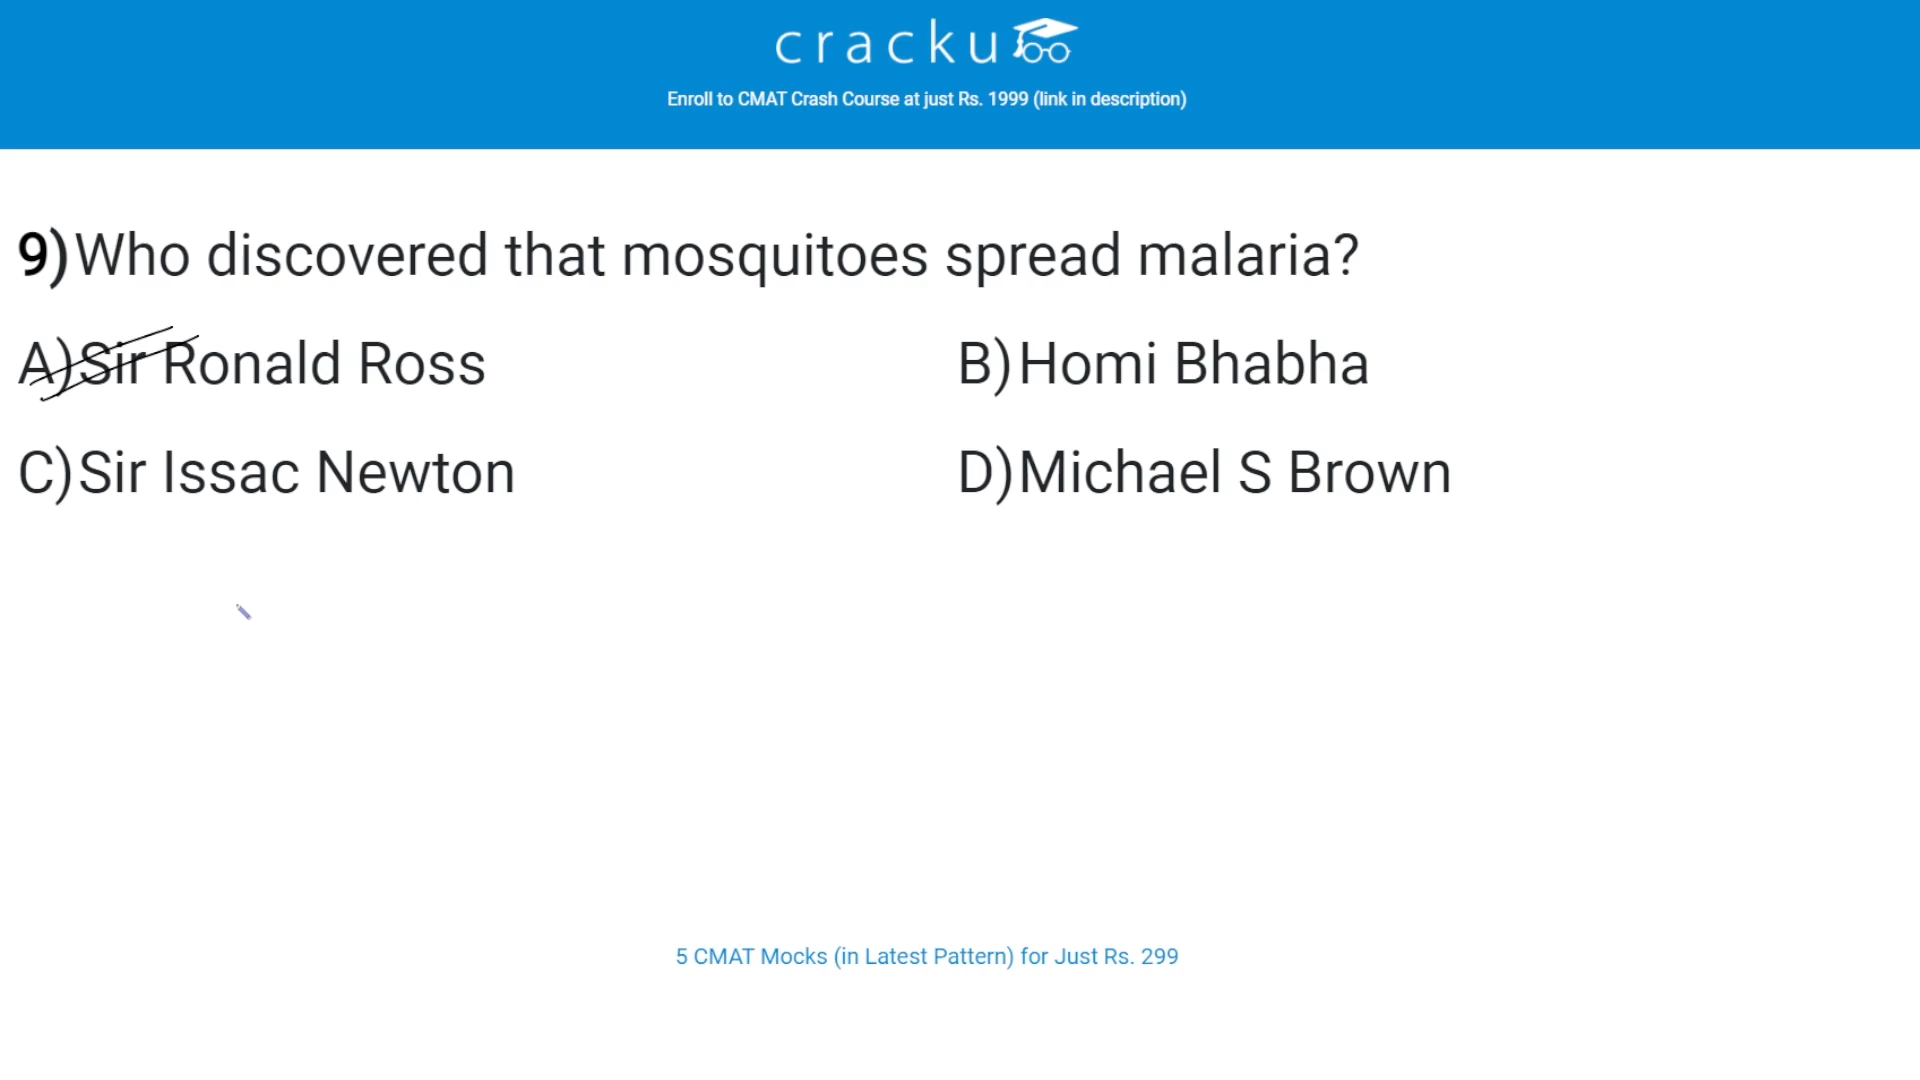 cracku
Enroll to CMAT Crash Course at just Rs. 1999 (link in description)
9) Who discovered that mosquitoes spread malaria?
A) Sir Ronald Ross B) Homi Bhabha
C) Sir Issac Newton D) Michael S Brown
5 CMAT Mocks (in Latest Pattern) for Just Rs. 299